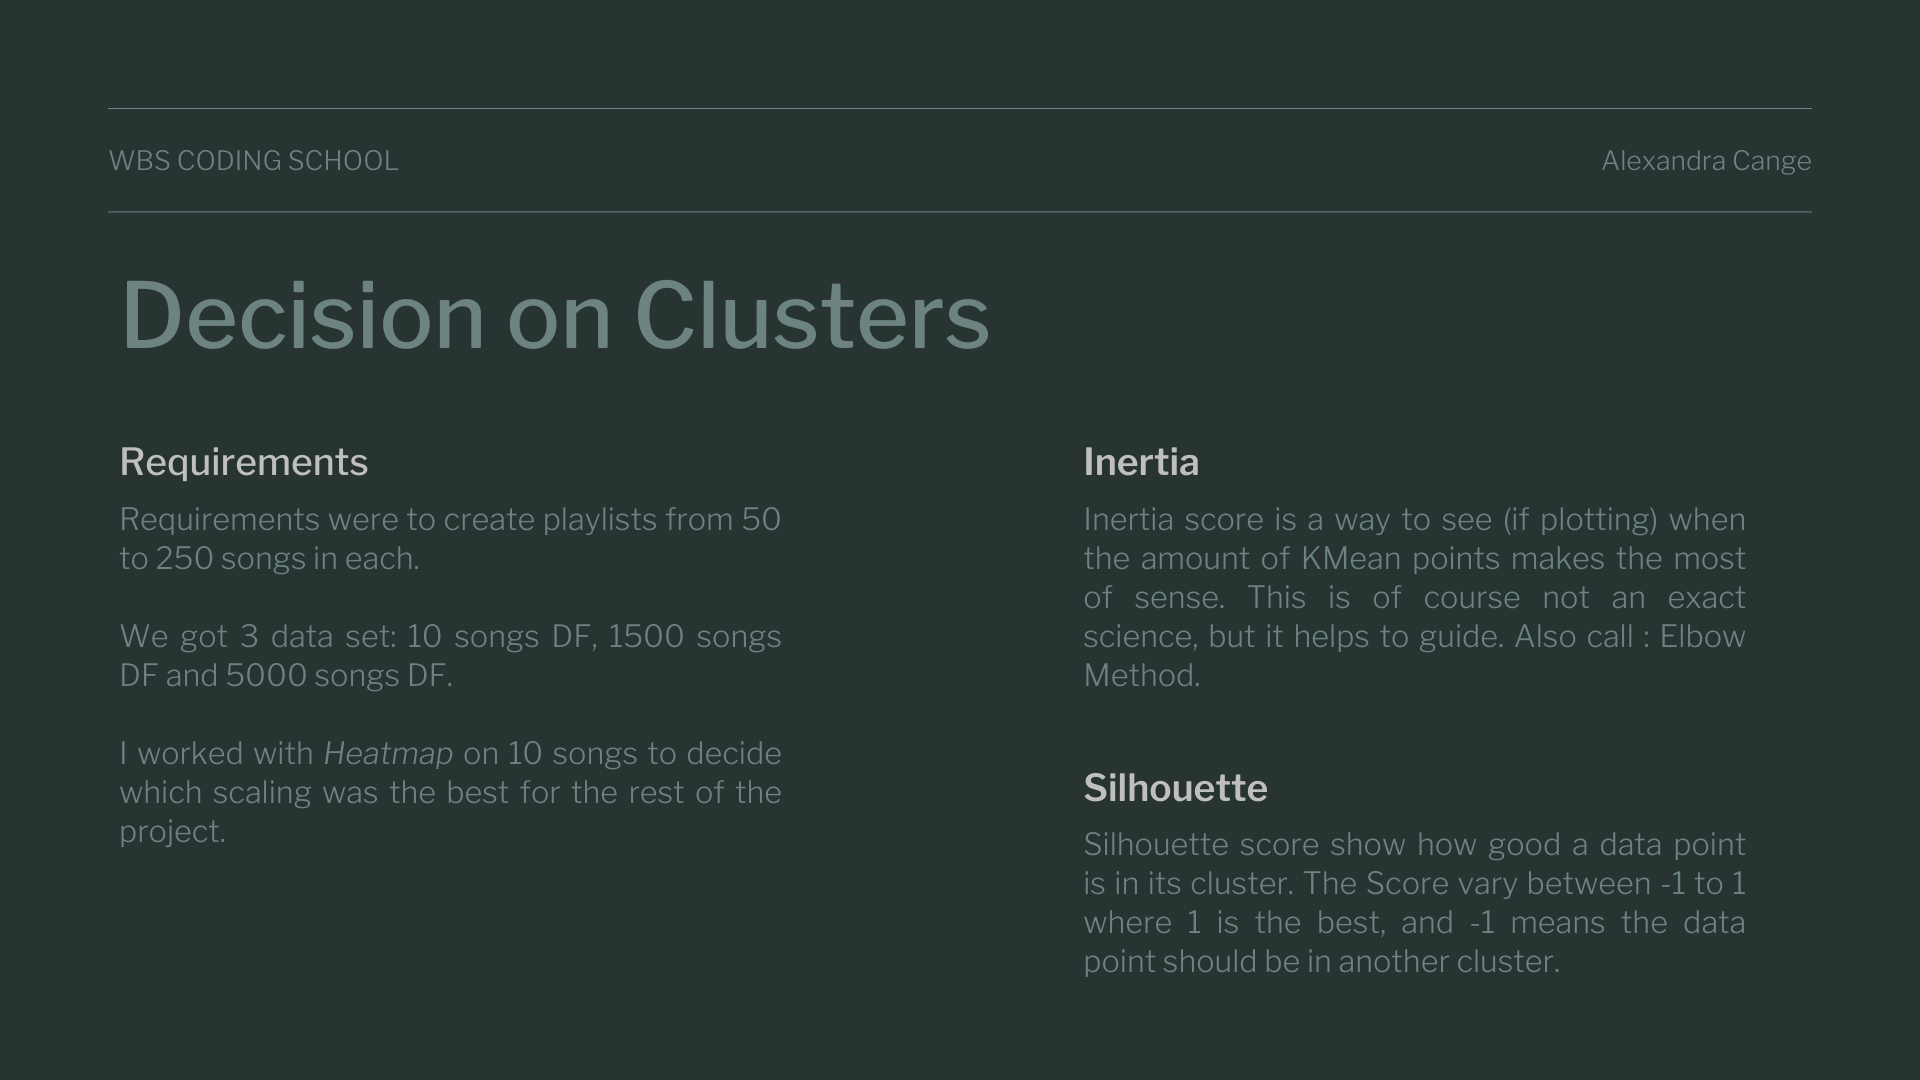 WBS CODING SCHOOL
Alexandra Cange
Decision on Clusters
Requirements
Requirements were to create playlists from 50
to 250 songs in each.
We got 3 data set: 10 songs DF, 1500 songs
DF and 5000 songs DF.
I worked with Heatmap on 10 songs to decide
which scaling was the best for the rest of the
project.
Inertia
Inertia score is a way to see (if plotting) when
the amount of KMean points makes the most
of sense. This is of course not an exact
science, but it helps to guide. Also call : Elbow
Method.
Silhouette
Silhouette score show how good a data point
is in its cluster. The Score vary between -1 to 1
where 1 is the best, and -1 means the data
point should be in another cluster.